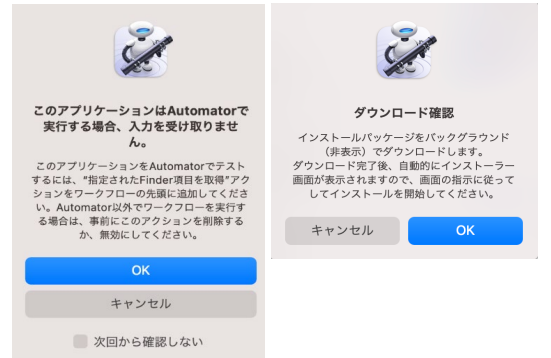 このアプリケーションはAutomatorで
実行する場合、入力を受け取りませ
ん。
このアプリケーションをAutomatorでテスト
するには、"指定されたFinder項目を取得"アク
ションをワークフローの先頭に追加してくださ
い。Automator以外でワークフローを実行す
る場合は、事前にこのアクションを削除する
か、無効にしてください。
OK
キャンセル
次回から確認しない
ダウンロード確認
インストールパッケージをバックグラウンド
（非表示）でダウンロードします。
ダウンロード完了後、自動的にインストーラー
画面が表示されますので、画面の指示に従って
してインストールを開始してください。
キャンセル
OK